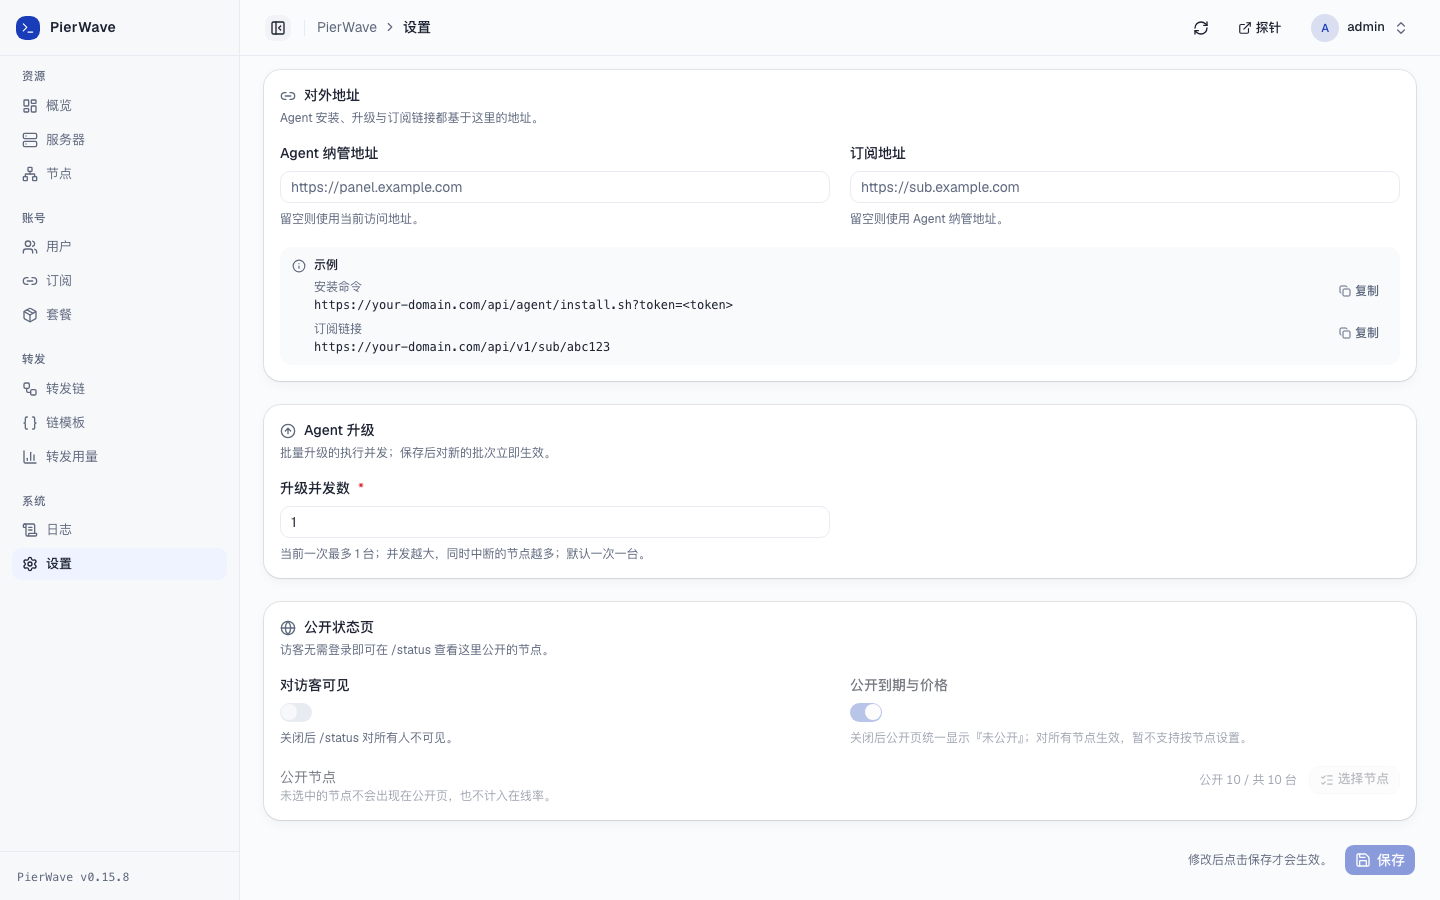 PierWave
资源
概览
服务器
节点
账号
用户
订阅
套餐
转发
转发链
链模板
转发用量
系统
日志
设置
PierWave v0.15.8
PierWave > 设置
探针
A admin
对外地址
Agent 安装、升级与订阅链接都基于这里的地址。
Agent 纳管地址
https://panel.example.com
留空则使用当前访问地址。
订阅地址
https://sub.example.com
留空则使用 Agent 纳管地址。
示例
安装命令
https://your-domain.com/api/agent/install.sh?token=<token>
复制
订阅链接
https://your-domain.com/api/v1/sub/abc123
复制
Agent 升级
批量升级的执行并发；保存后对新的批次立即生效。
升级并发数 *
1
当前一次最多 1 台；并发越大，同时中断的节点越多；默认一次一台。
公开状态页
访客无需登录即可在 /status 查看这里公开的节点。
对访客可见
关闭后 /status 对所有人不可见。
公开到期与价格
关闭后公开页统一显示『未公开』；对所有节点生效，暂不支持按节点设置。
公开节点
未选中的节点不会出现在公开页，也不计入在线率。
公开 10 / 共 10 台
选择节点
修改后点击保存才会生效。
保存